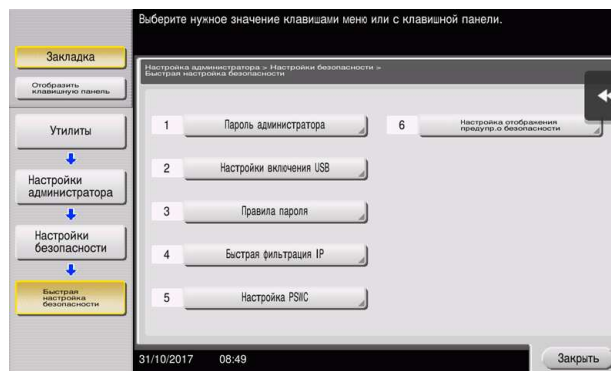 Выберите нужное значение клавишами меню или с клавишной панели.
Закладка
Отобразить
клавишную панель
Утилиты
Настройки
администратора
Настройки
безопасности
Быстрая
настройка
безопасности
Настройка администратора > Настройки безопасности >
Быстрая настройка безопасности
1 Пароль администратора
2 Настройки включения USB
3 Правила пароля
4 Быстрая фильтрация IP
5 Настройка PSWC
6 Настройка отображения
предупр.о безопасности
31/10/2017 08:49
Закрыть